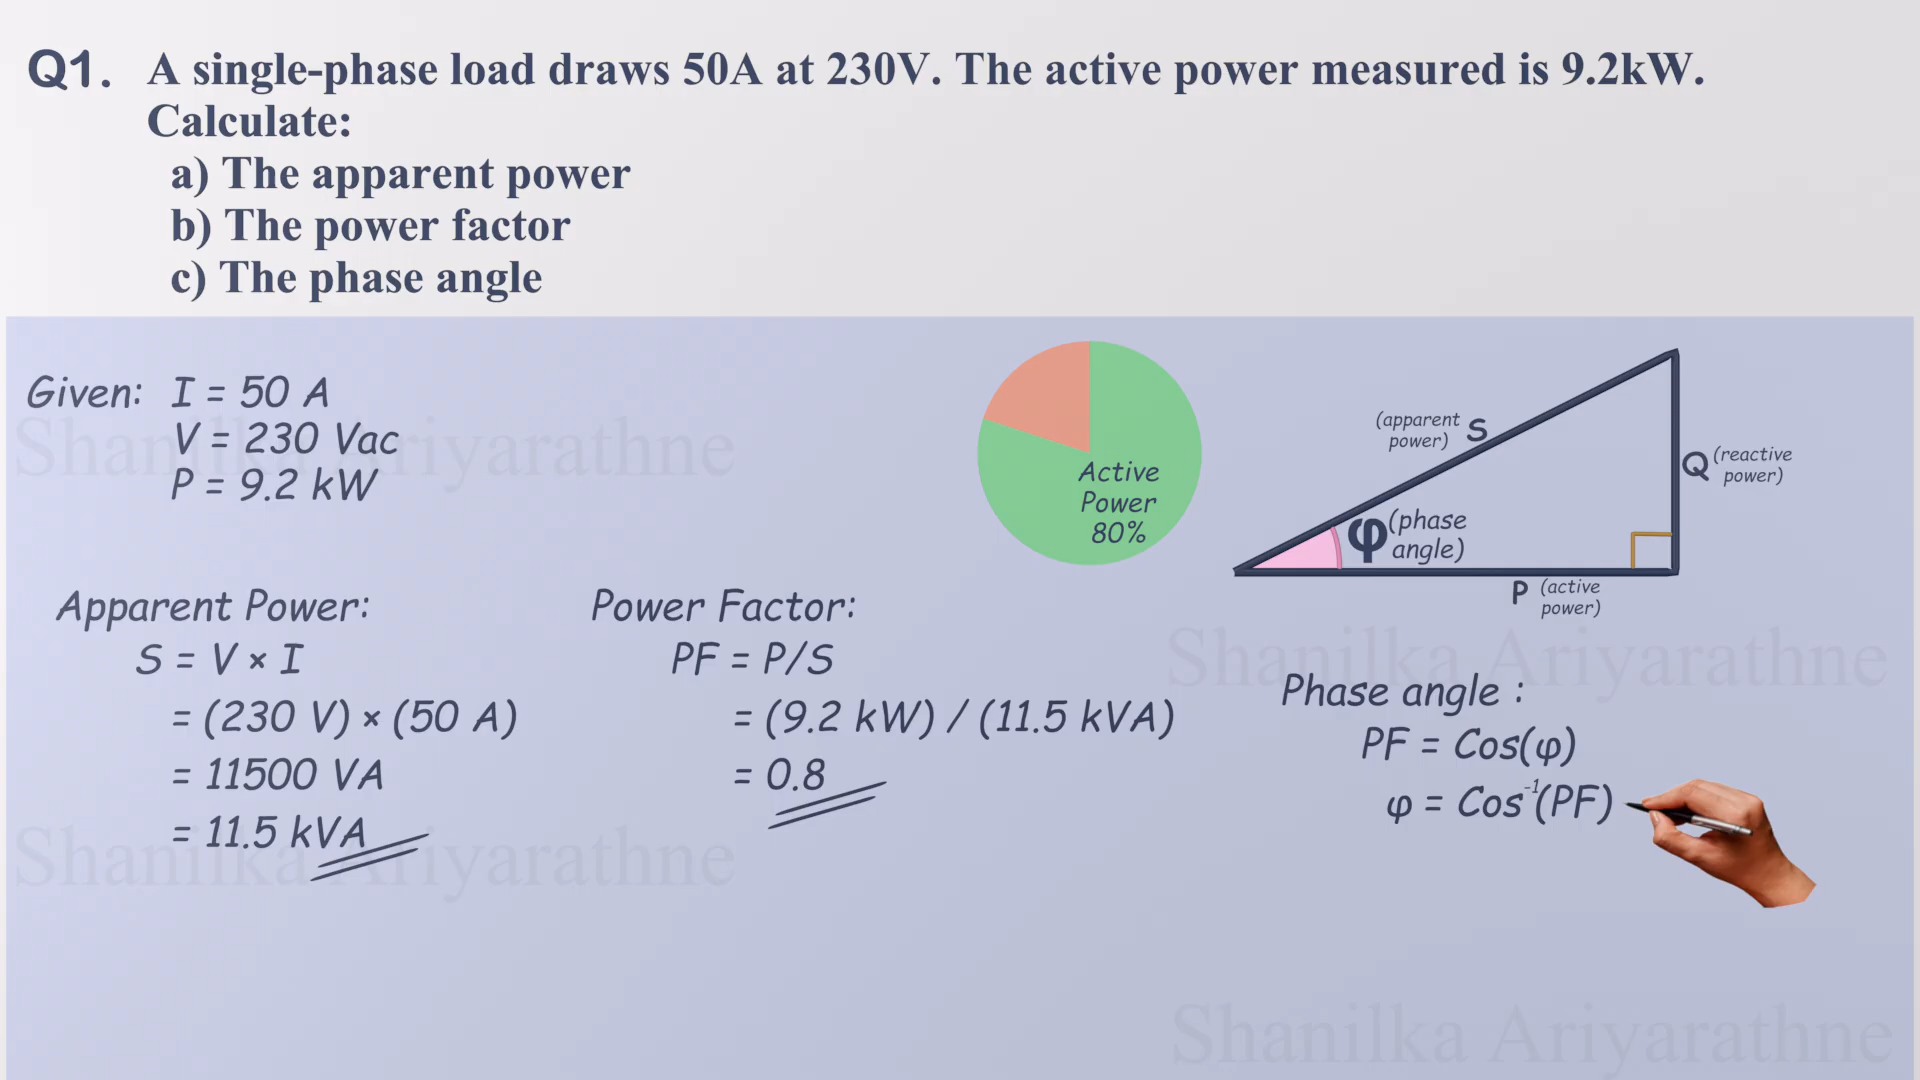 Q1. A single-phase load draws 50A at 230V. The active power measured is 9.2kW.
Calculate:
a) The apparent power
b) The power factor
c) The phase angle
Given: I = 50 A
V = 230 Vac
P = 9.2 kW
Active
Power
80%
(apparent
power) S
Q (reactive
power)
φ (phase
angle)
P (active
power)
Apparent Power:
S = V × I
= (230 V) × (50 A)
= 11500 VA
= 11.5 kVA
Power Factor:
PF = P/S
= (9.2 kW) / (11.5 kVA)
= 0.8
Phase angle :
PF = Cos(φ)
φ = Cos⁻¹(PF)
Shanilka Ariyarathne
Shanilka Ariyarathne
Shanilka Ariyarathne
Shanilka Ariyarathne